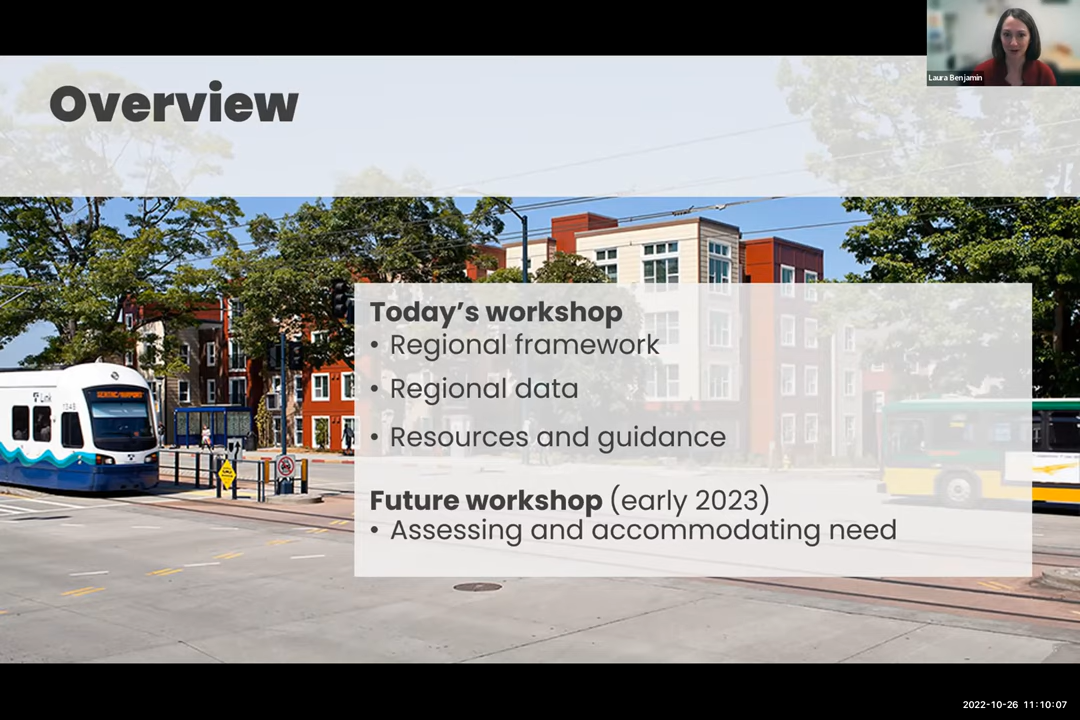 Laura Benjamin
Overview
Today's workshop
• Regional framework
• Regional data
• Resources and guidance
Future workshop (early 2023)
• Assessing and accommodating need
Link
2022-10-26 11:10:07